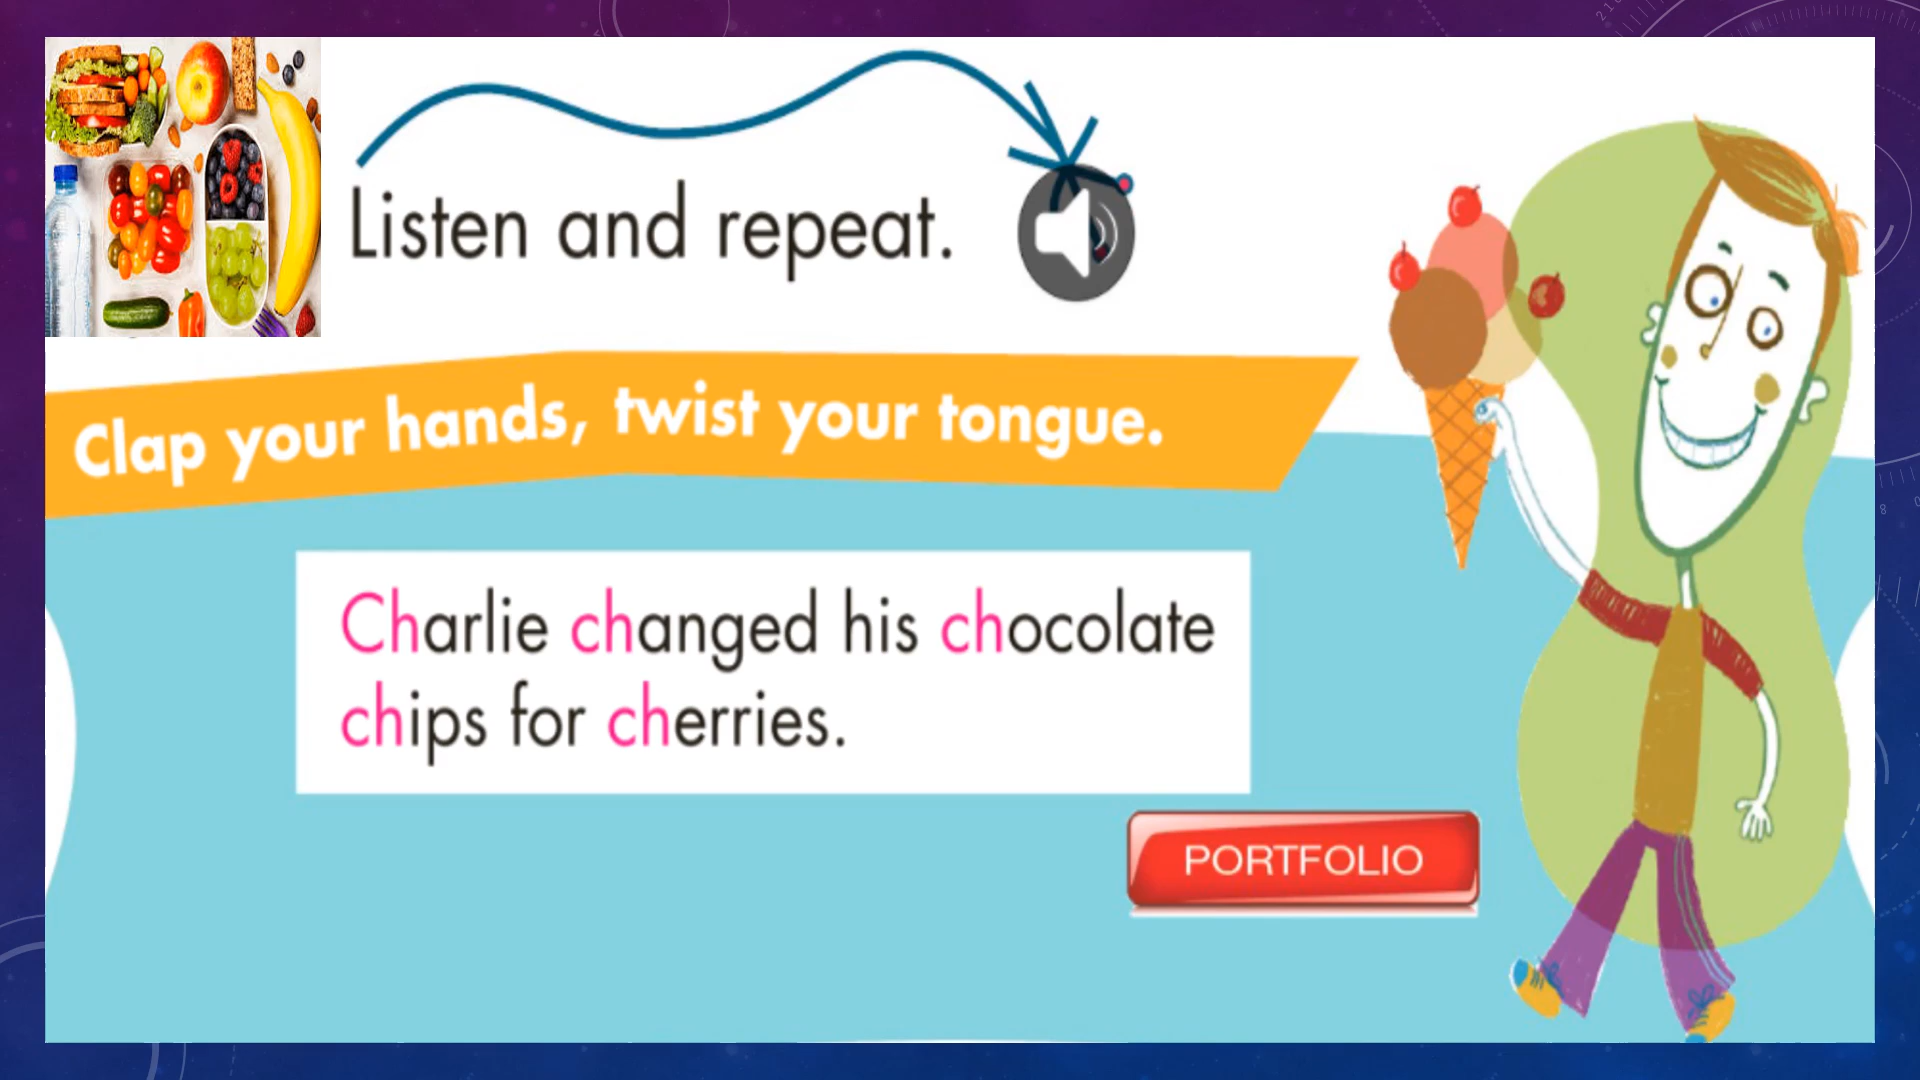 Listen and repeat.
Clap your hands, twist your tongue.
Charlie changed his chocolate
chips for cherries.
PORTFOLIO